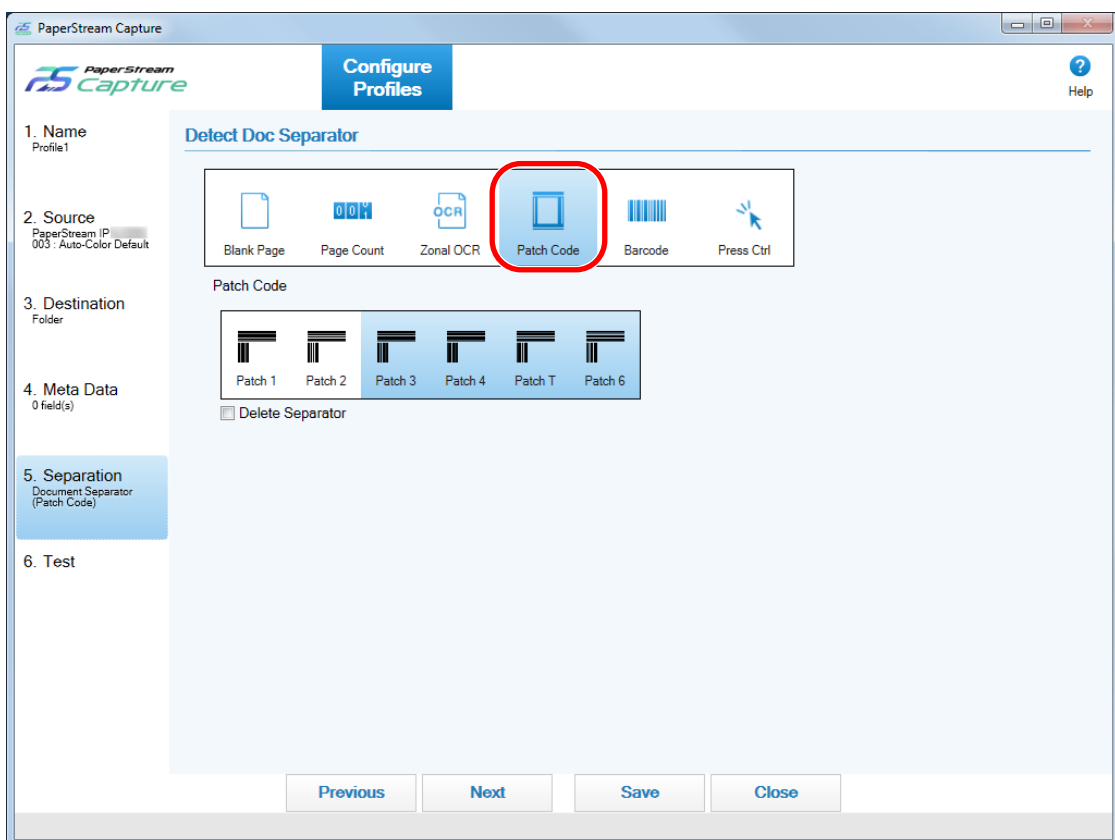 PaperStream Capture
PaperStream
Capture
Configure
Profiles
?
Help
1. Name
Profile1
2. Source
PaperStream IP
003 : Auto-Color Default
3. Destination
Folder
4. Meta Data
0 field(s)
5. Separation
Document Separator
(Patch Code)
6. Test
Detect Doc Separator
OCR
Blank Page Page Count Zonal OCR Patch Code Barcode Press Ctrl
Patch Code
Patch 1 Patch 2 Patch 3 Patch 4 Patch T Patch 6
Delete Separator
Previous Next Save Close